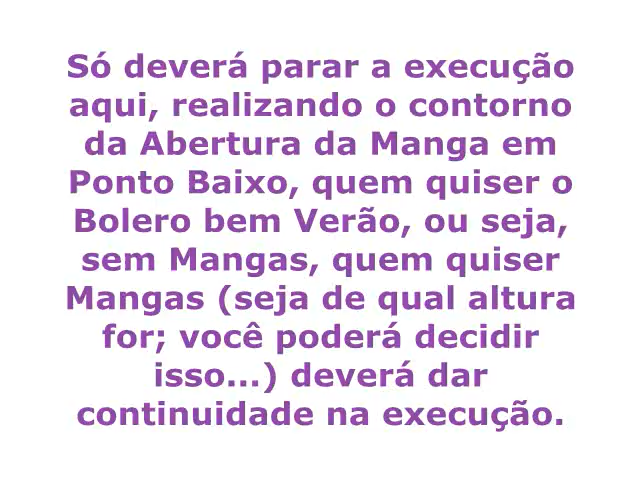 Só deverá parar a execução
aqui, realizando o contorno
da Abertura da Manga em
Ponto Baixo, quem quiser o
Bolero bem Verão, ou seja,
sem Mangas, quem quiser
Mangas (seja de qual altura
for; você poderá decidir
isso...) deverá dar
continuidade na execução.